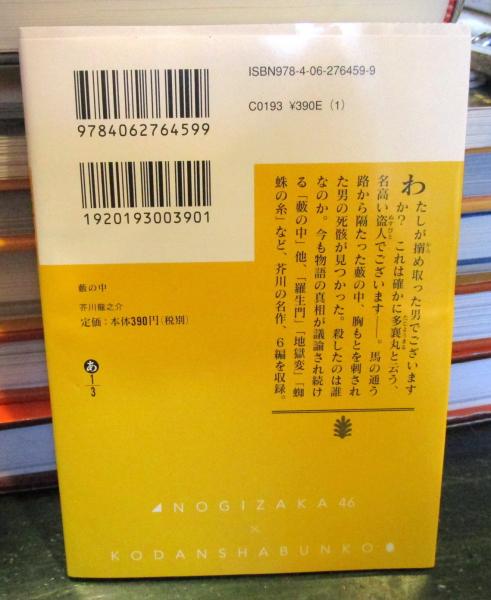 ISBN978-4-06-276459-9
C0193 ¥390E (1)
9784062764599
1920193003901
藪の中
芥川龍之介
定価：本体390円（税別）
あ
1
3
わたしが搦め取った男でございます
か？ これは確かに多襄丸と云う、
名高い盗人でございます――。馬の通う
路から隔たった藪の中、胸もとを刺され
た男の死骸が見つかった。殺したのは誰
なのか。今も物語の真相が議論され続け
る「藪の中」他、「羅生門」「地獄変」「蜘
蛛の糸」など、芥川の名作、6編を収録。
NOGIZAKA 46
×
KODANSHABUNKO